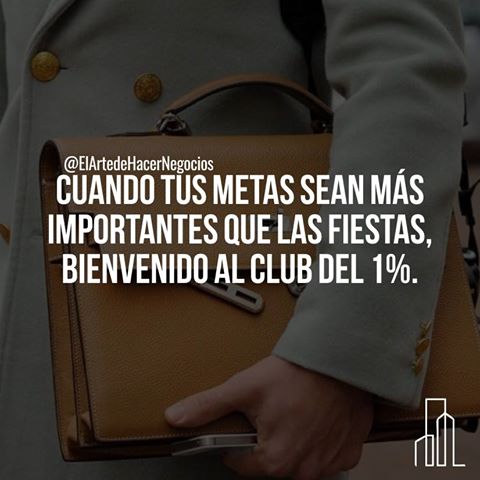 @ElArtedeHacerNegocios
CUANDO TUS METAS SEAN MÁS
IMPORTANTES QUE LAS FIESTAS,
BIENVENIDO AL CLUB DEL 1%.